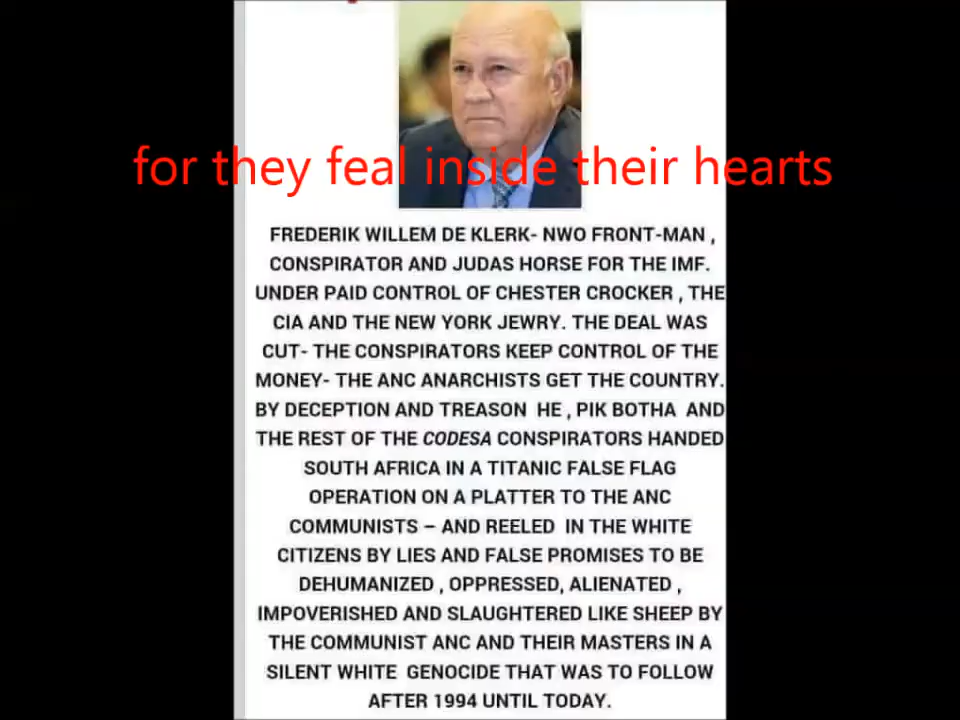 for they feal inside their hearts
FREDERIK WILLEM DE KLERK- NWO FRONT-MAN ,
CONSPIRATOR AND JUDAS HORSE FOR THE IMF.
UNDER PAID CONTROL OF CHESTER CROCKER , THE
CIA AND THE NEW YORK JEWRY. THE DEAL WAS
CUT- THE CONSPIRATORS KEEP CONTROL OF THE
MONEY- THE ANC ANARCHISTS GET THE COUNTRY.
BY DECEPTION AND TREASON HE , PIK BOTHA AND
THE REST OF THE CODESA CONSPIRATORS HANDED
SOUTH AFRICA IN A TITANIC FALSE FLAG
OPERATION ON A PLATTER TO THE ANC
COMMUNISTS – AND REELED IN THE WHITE
CITIZENS BY LIES AND FALSE PROMISES TO BE
DEHUMANIZED , OPPRESSED, ALIENATED ,
IMPOVERISHED AND SLAUGHTERED LIKE SHEEP BY
THE COMMUNIST ANC AND THEIR MASTERS IN A
SILENT WHITE GENOCIDE THAT WAS TO FOLLOW
AFTER 1994 UNTIL TODAY.